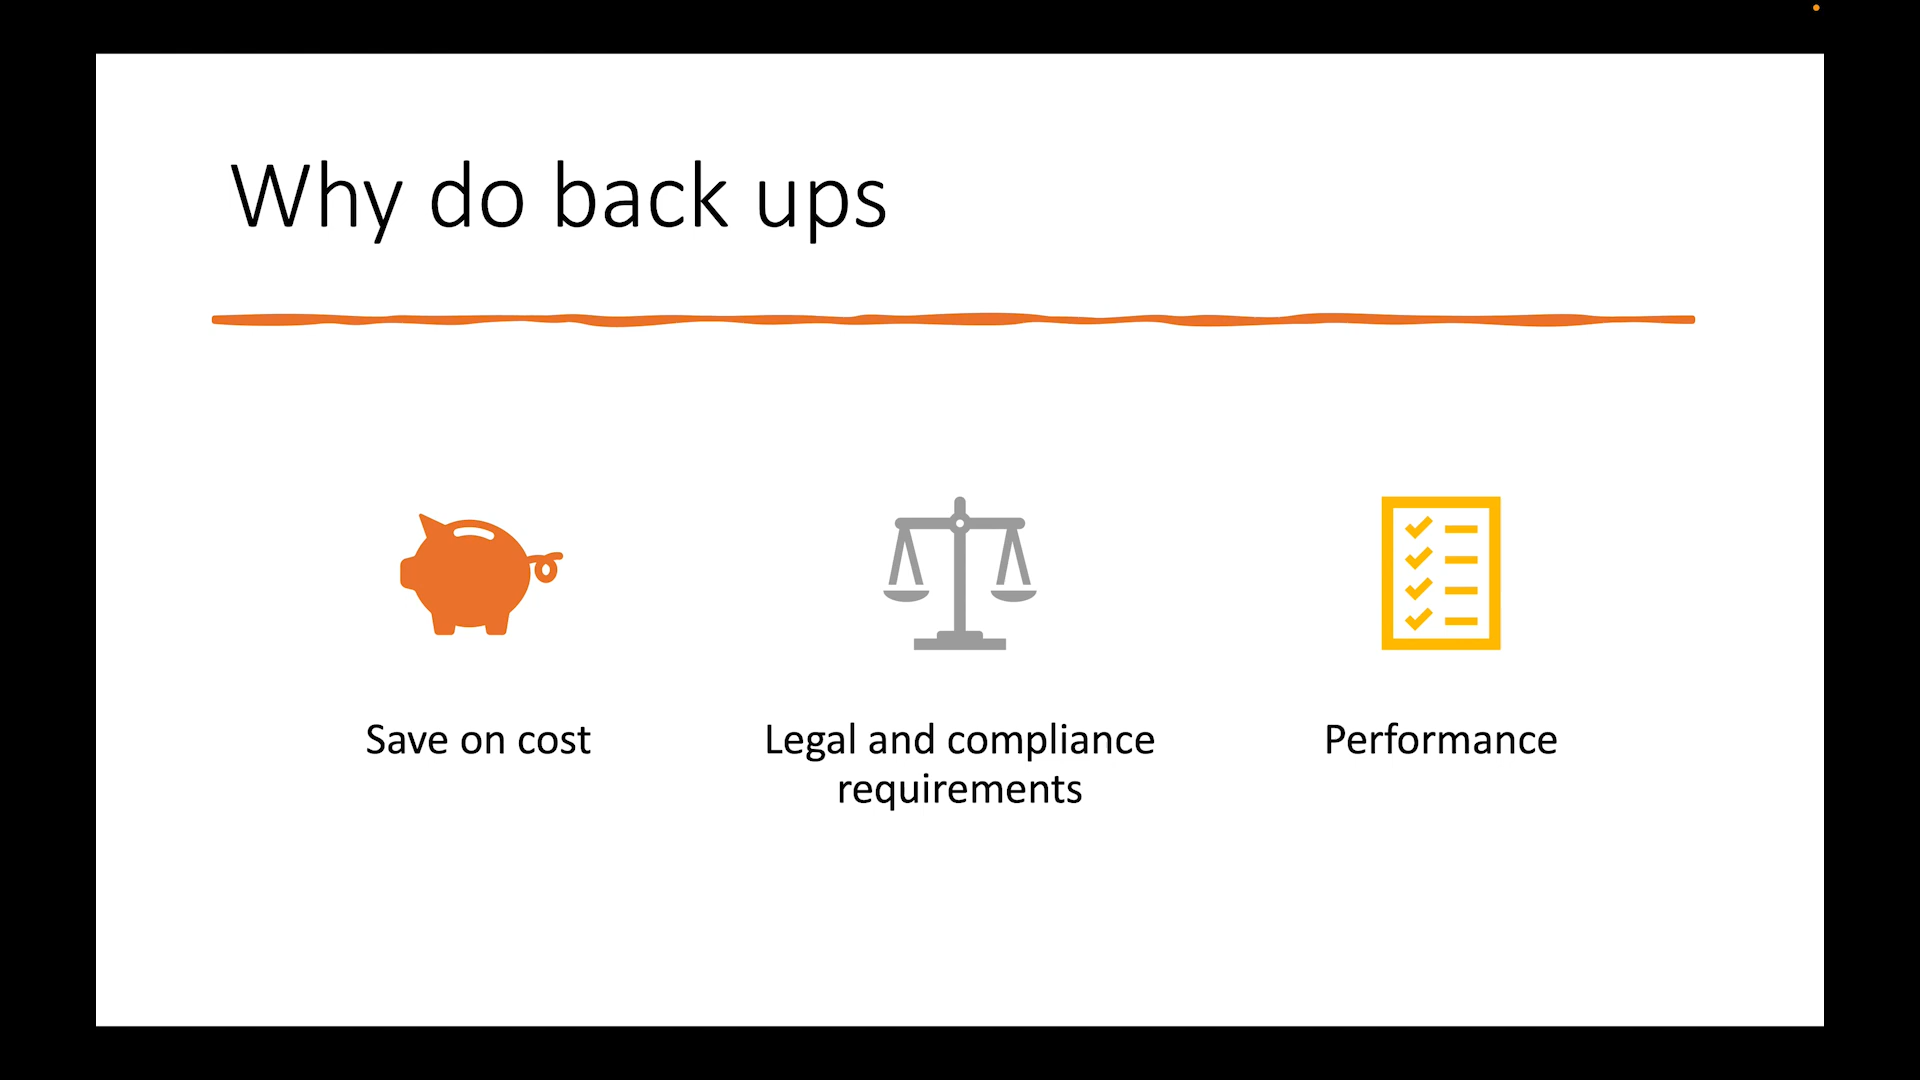 Why do back ups
Save on cost
Legal and compliance
requirements
Performance